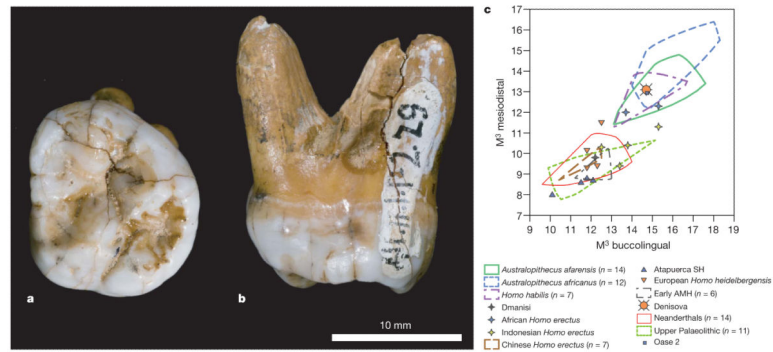 a
b
10 mm
c
M³ mesiodistal
17
16
15
14
13
12
11
10
9
8
7
9 10 11 12 13 14 15 16 17 18 19
M³ buccolingual
Australopithecus afarensis (n = 14)
Australopithecus africanus (n = 12)
Homo habilis (n = 7)
Dmanisi
African Homo erectus
Indonesian Homo erectus
Chinese Homo erectus (n = 7)
Atapuerca SH
European Homo heidelbergensis
Early AMH (n = 6)
Denisova
Neanderthals (n = 14)
Upper Palaeolithic (n = 11)
Oase 2